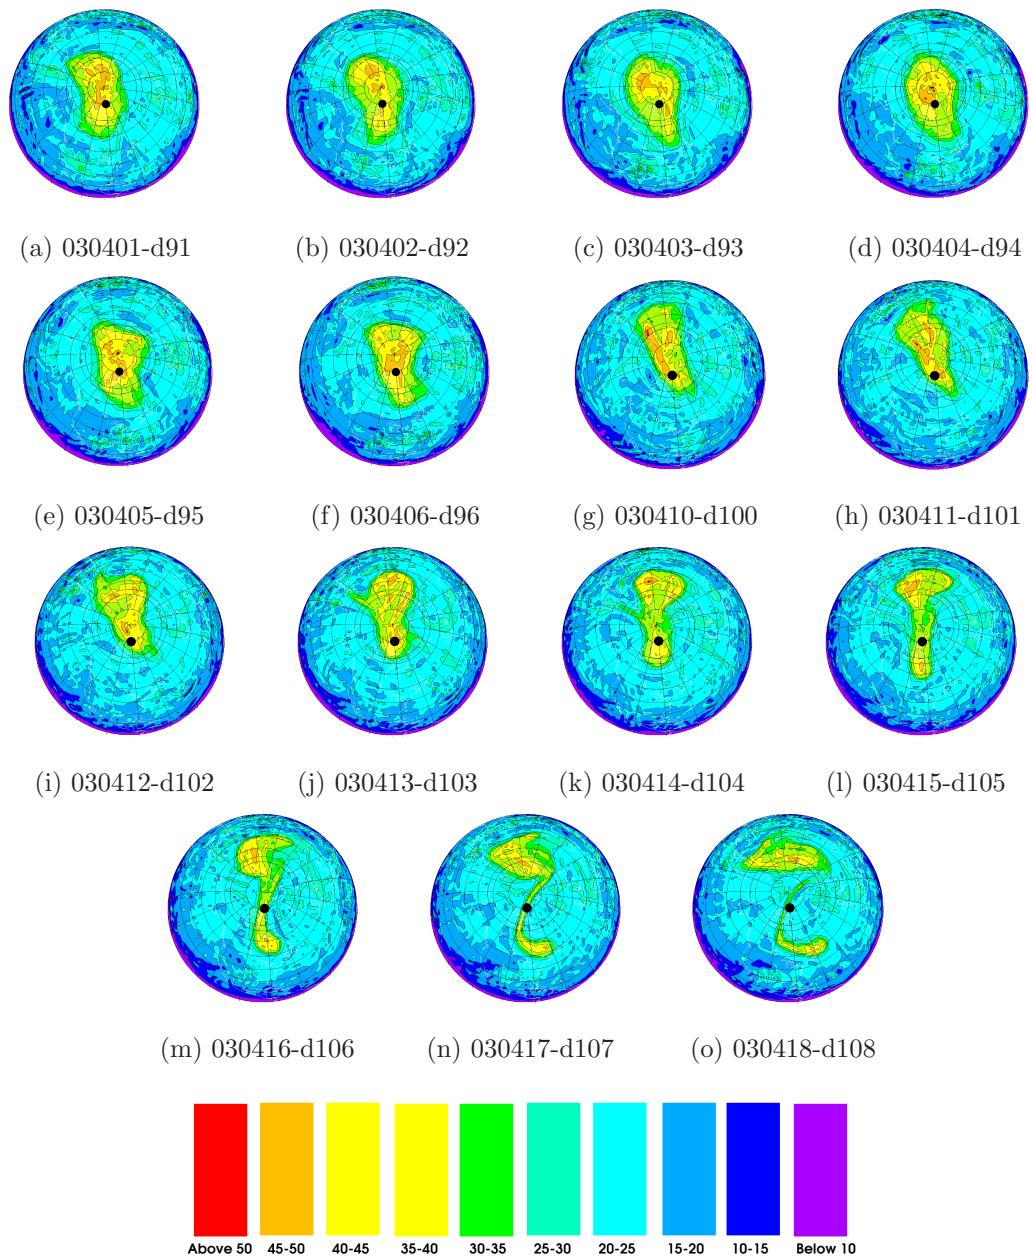 (a) 030401-d91 (b) 030402-d92 (c) 030403-d93 (d) 030404-d94
(e) 030405-d95 (f) 030406-d96 (g) 030410-d100 (h) 030411-d101
(i) 030412-d102 (j) 030413-d103 (k) 030414-d104 (l) 030415-d105
(m) 030416-d106 (n) 030417-d107 (o) 030418-d108
Above 50 45-50 40-45 35-40 30-35 25-30 20-25 15-20 10-15 Below 10